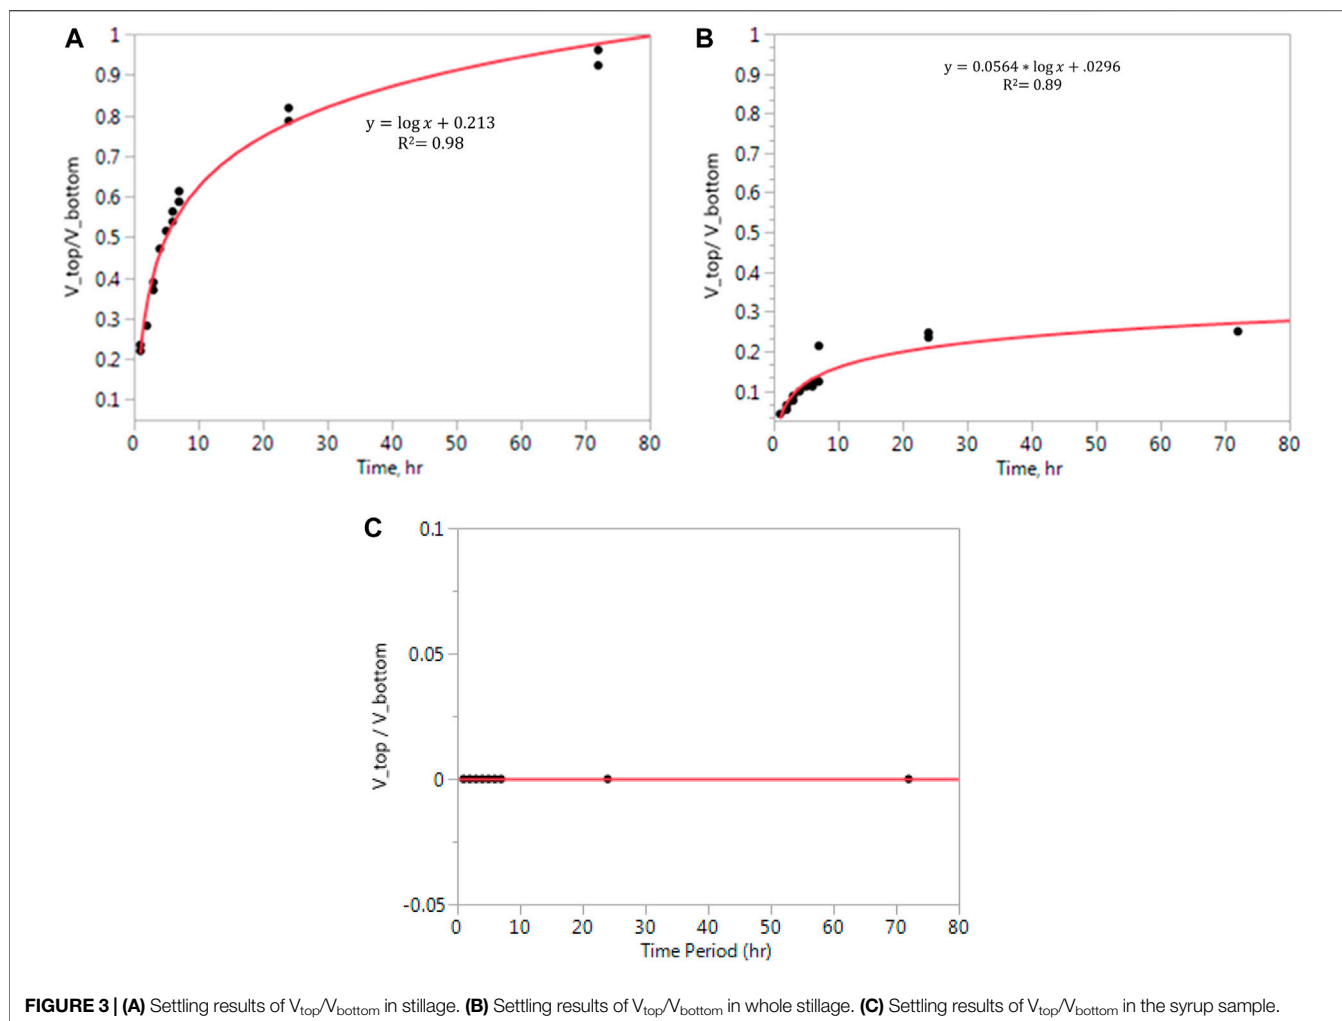 A
1
0.9
0.8
0.7
0.6
0.5
0.4
0.3
0.2
0.1
V_top/V_bottom
y = log x + 0.213
R²= 0.98
0 10 20 30 40 50 60 70 80
Time, hr
B
1
0.9
0.8
0.7
0.6
0.5
0.4
0.3
0.2
0.1
V_top/ V_bottom
y = 0.0564 ∗ log x + .0296
R²= 0.89
0 10 20 30 40 50 60 70 80
Time, hr
C
0.1
0.05
0
-0.05
V_top / V_bottom
0 10 20 30 40 50 60 70 80
Time Period (hr)
FIGURE 3 | (A) Settling results of Vtop/Vbottom in stillage. (B) Settling results of Vtop/Vbottom in whole stillage. (C) Settling results of Vtop/Vbottom in the syrup sample.